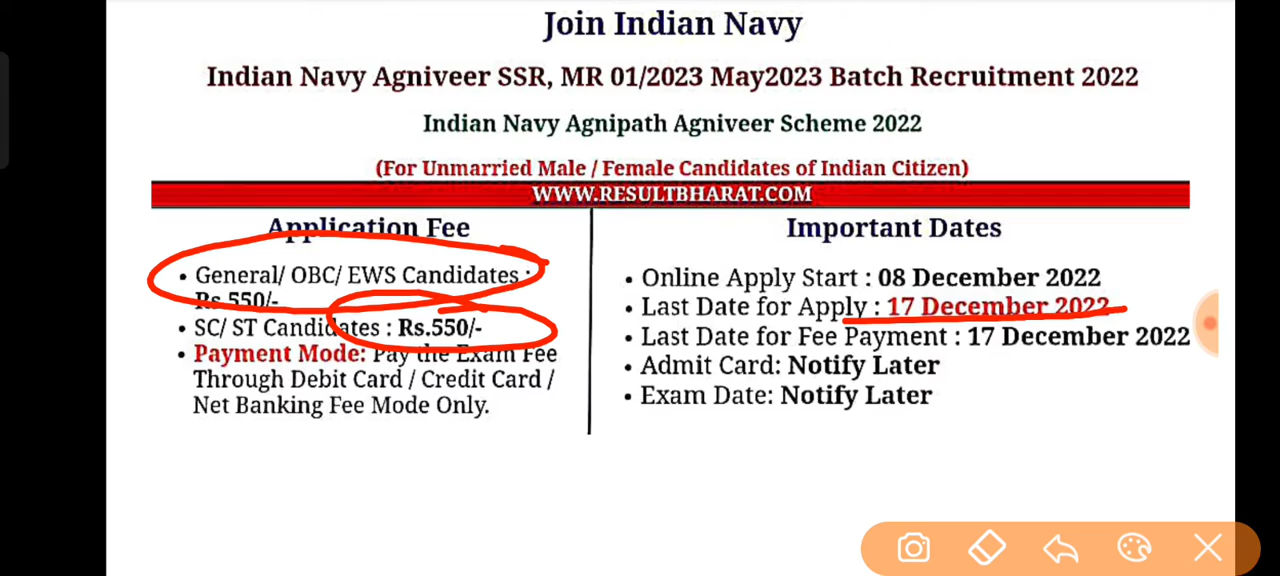 Join Indian Navy
Indian Navy Agniveer SSR, MR 01/2023 May2023 Batch Recruitment 2022
Indian Navy Agnipath Agniveer Scheme 2022
(For Unmarried Male / Female Candidates of Indian Citizen)
WWW.RESULTBHARAT.COM
Application Fee
• General/ OBC/ EWS Candidates :
Rs.550/-
• SC/ ST Candidates : Rs.550/-
• Payment Mode: Pay the Exam Fee
Through Debit Card / Credit Card /
Net Banking Fee Mode Only.
Important Dates
• Online Apply Start : 08 December 2022
• Last Date for Apply : 17 December 2022
• Last Date for Fee Payment : 17 December 2022
• Admit Card: Notify Later
• Exam Date: Notify Later